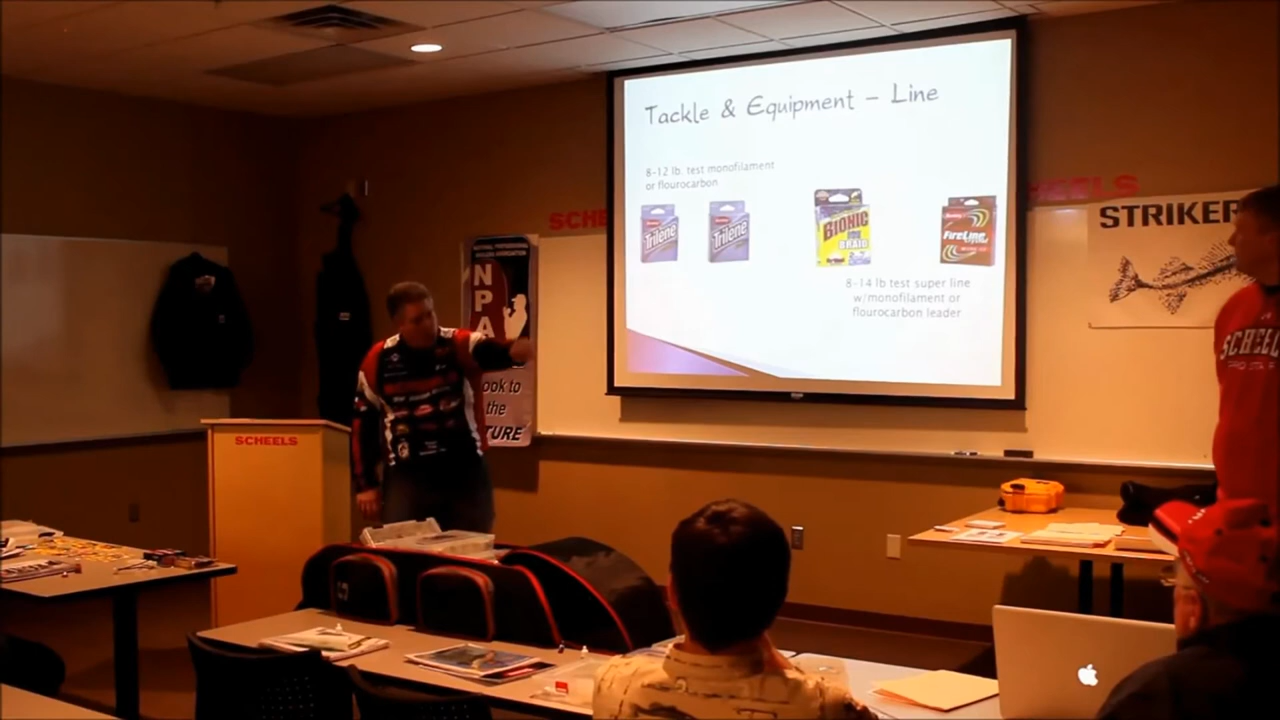 Tackle & Equipment – Line
8-12 lb. test monofilament
or flourocarbon
Trilene
Trilene
BIONIC
BRAID
FireLine
8-14 lb test super line
w/monofilament or
flourocarbon leader
SCHE
SCHEELS
STRIKER
NPA
ook to
the
TURE
SCHEELS
SCHEELS